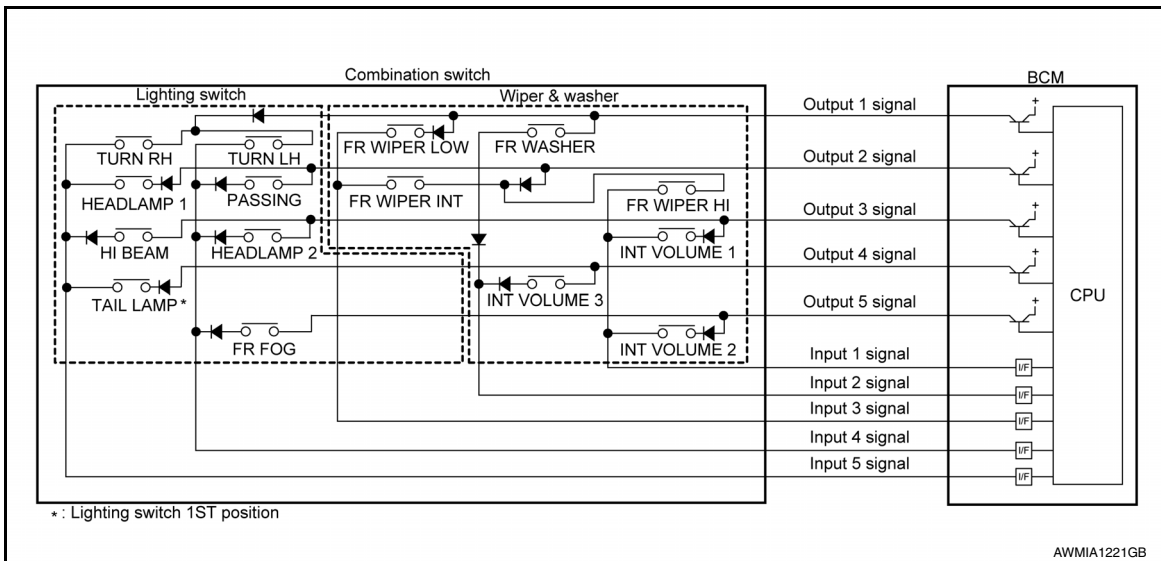 Combination switch
BCM
Lighting switch
Wiper & washer
Output 1 signal
TURN RH
TURN LH
FR WIPER LOW
FR WASHER
Output 2 signal
HEADLAMP 1
PASSING
FR WIPER INT
FR WIPER HI
Output 3 signal
HI BEAM
HEADLAMP 2
INT VOLUME 1
Output 4 signal
TAIL LAMP*
INT VOLUME 3
CPU
Output 5 signal
FR FOG
INT VOLUME 2
Input 1 signal
I/F
Input 2 signal
I/F
Input 3 signal
I/F
Input 4 signal
I/F
Input 5 signal
I/F
* : Lighting switch 1ST position
AWMIA1221GB